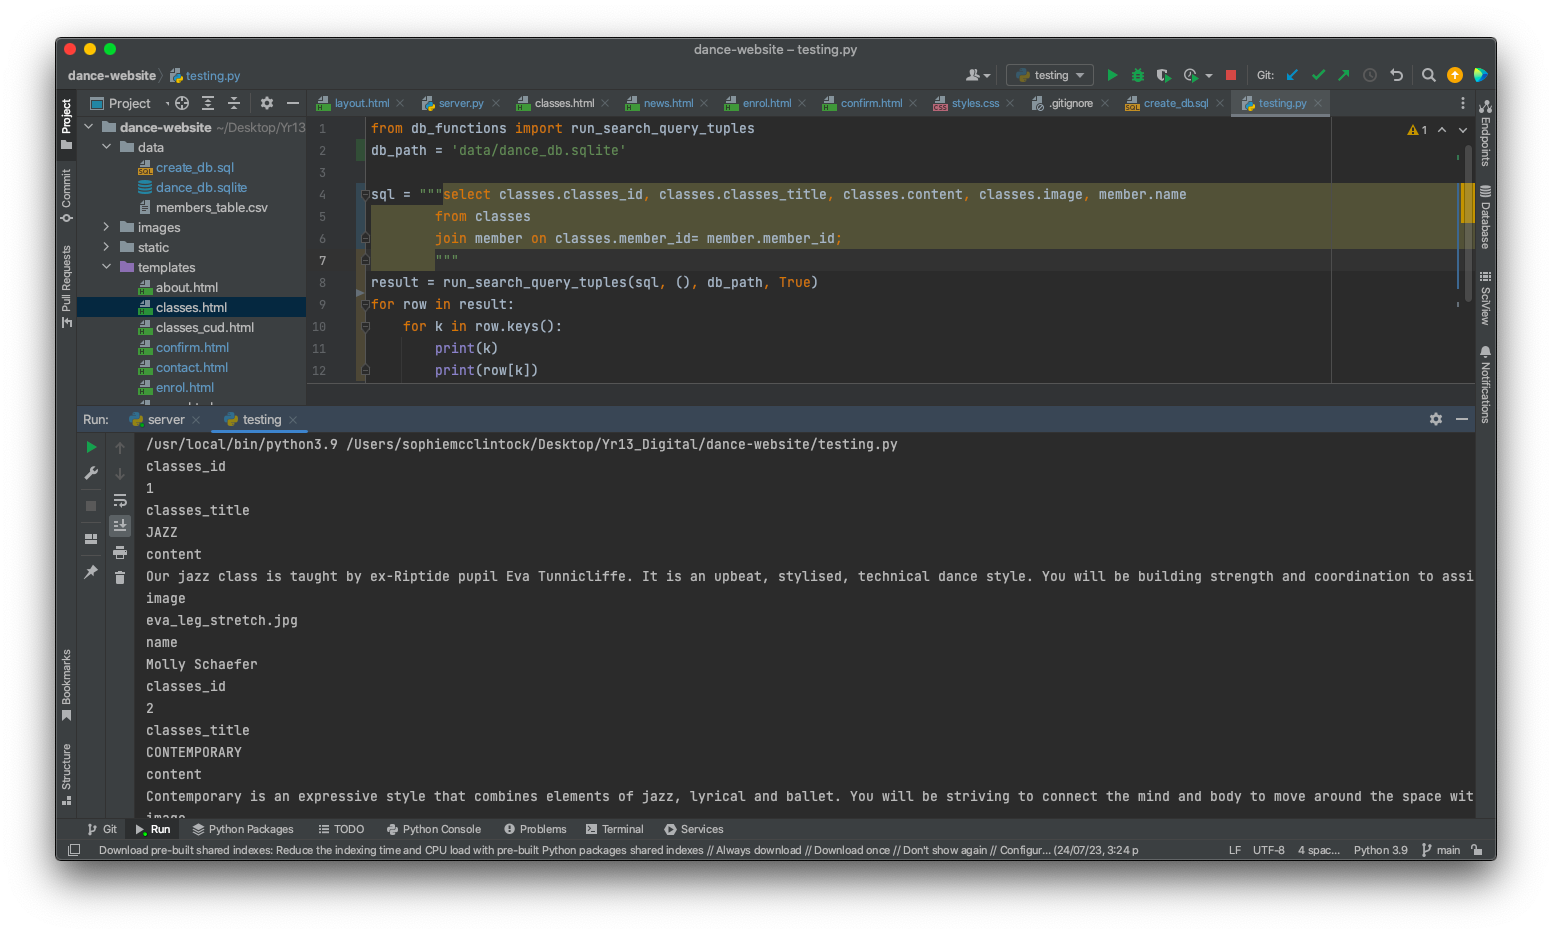 dance-website – testing.py
dance-website testing.py
testing
Git:
Project
layout.html server.py classes.html news.html enrol.html confirm.html styles.css .gitignore create_db.sql testing.py
Project
Commit
Pull Requests
Bookmarks
Structure
dance-website ~/Desktop/Yr13
data
create_db.sql
dance_db.sqlite
members_table.csv
images
static
templates
about.html
classes.html
classes_cud.html
confirm.html
contact.html
enrol.html
1 from db_functions import run_search_query_tuples
2 db_path = 'data/dance_db.sqlite'
3
4 sql = """select classes.classes_id, classes.classes_title, classes.content, classes.image, member.name
5 from classes
6 join member on classes.member_id= member.member_id;
7 """
8 result = run_search_query_tuples(sql, (), db_path, True)
9 for row in result:
10 for k in row.keys():
11 print(k)
12 print(row[k])
1
Endpoints
Database
SciView
Notifications
Run: server testing
/usr/local/bin/python3.9 /Users/sophiemcclintock/Desktop/Yr13_Digital/dance-website/testing.py
classes_id
1
classes_title
JAZZ
content
Our jazz class is taught by ex-Riptide pupil Eva Tunnicliffe. It is an upbeat, stylised, technical dance style. You will be building strength and coordination to assi
image
eva_leg_stretch.jpg
name
Molly Schaefer
classes_id
2
classes_title
CONTEMPORARY
content
Contemporary is an expressive style that combines elements of jazz, lyrical and ballet. You will be striving to connect the mind and body to move around the space wit
image
Git Run Python Packages TODO Python Console Problems Terminal Services
Download pre-built shared indexes: Reduce the indexing time and CPU load with pre-built Python packages shared indexes // Always download // Download once // Don't show again // Configur... (24/07/23, 3:24 p
LF UTF-8 4 spac... Python 3.9 main